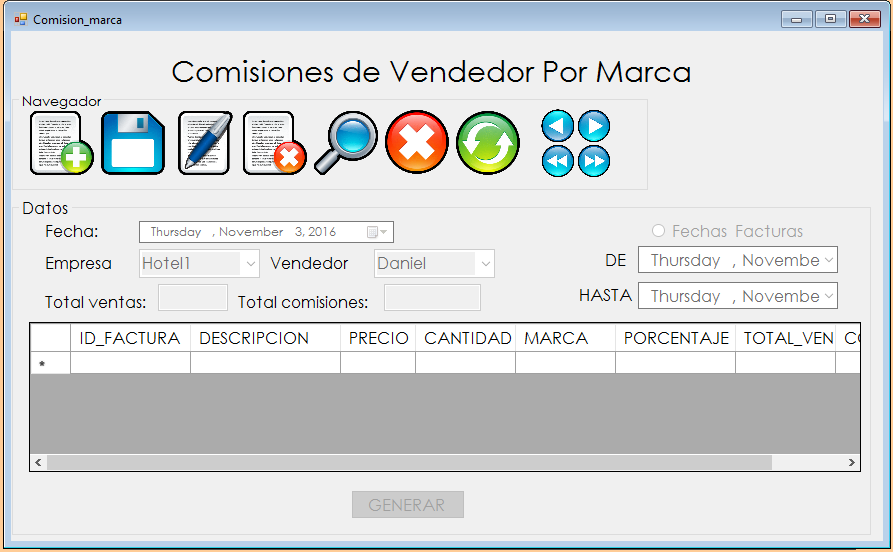 Comision_marca
Comisiones de Vendedor Por Marca
Navegador
Datos
Fecha: Thursday , November 3, 2016 Fechas Facturas
Empresa Hotel1 Vendedor Daniel DE Thursday , Novembe
Total ventas: Total comisiones: HASTA Thursday , Novembe
ID_FACTURA DESCRIPCION PRECIO CANTIDAD MARCA PORCENTAJE TOTAL_VEN CO
*
GENERAR